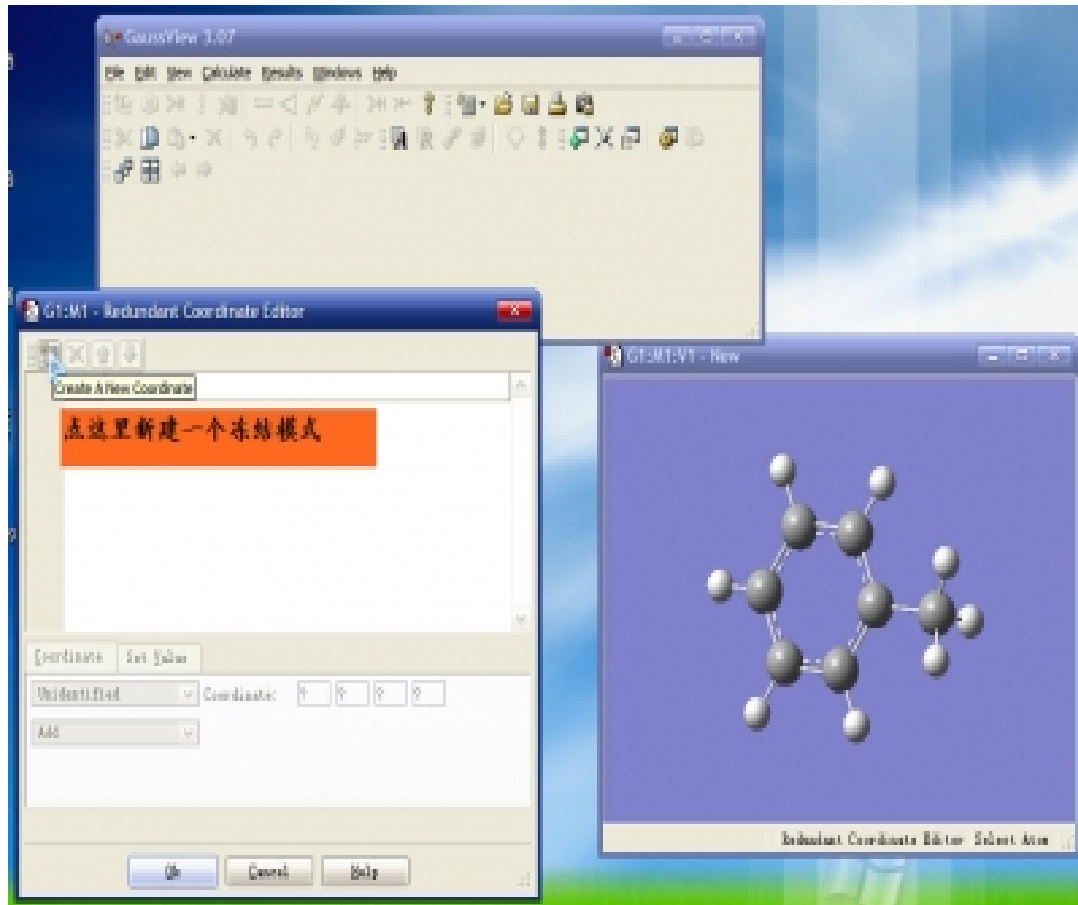 GaussView 3.07
File Edit View Calculate Results Windows Help
G1:M1 - Redundant Coordinate Editor
Create A New Coordinate
点这里新建一个冻结模式
Coordinate Set Value
Unidentified Coordinate: ? ? ? ?
Add
Ok Cancel Help
G1:M1:V1 - New
Redundant Coordinate Editor Select Atom